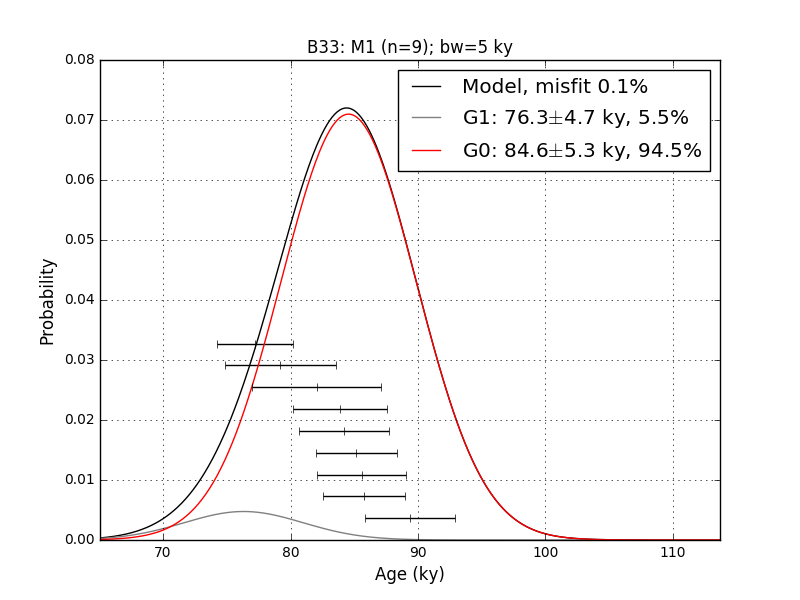 B33: M1 (n=9); bw=5 ky
Model, misfit 0.1%
G1: 76.3±4.7 ky, 5.5%
G0: 84.6±5.3 ky, 94.5%
0.08
0.07
0.06
0.05
0.04
0.03
0.02
0.01
0.00
Probability
70 80 90 100 110
Age (ky)